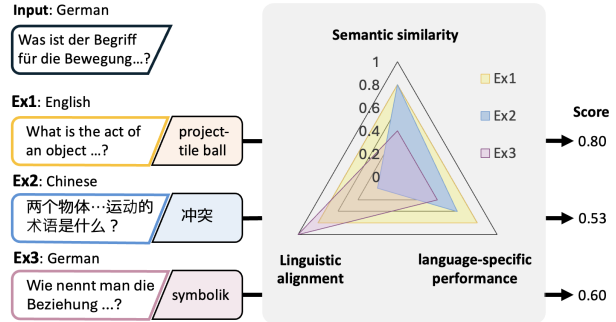 Input: German
Was ist der Begriff
für die Bewegung...?
Ex1: English
What is the act of
an object ...?
project-
tile ball
Ex2: Chinese
两个物体…运动的
术语是什么？
冲突
Ex3: German
Wie nennt man die
Beziehung ...?
symbolik
Semantic similarity
1
0.8
0.6
0.4
0.2
0
Ex1
Ex2
Ex3
Linguistic
alignment
language-specific
performance
Score
0.80
0.53
0.60